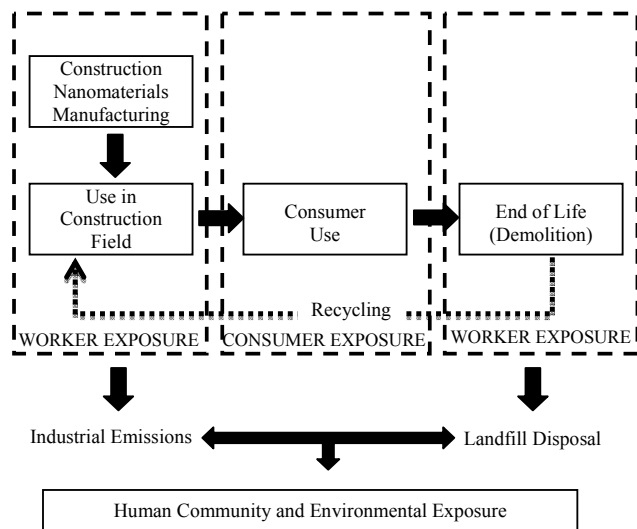 Construction
Nanomaterials
Manufacturing
Use in
Construction
Field
Consumer
Use
End of Life
(Demolition)
Recycling
WORKER EXPOSURE
CONSUMER EXPOSURE
WORKER EXPOSURE
Industrial Emissions
Landfill Disposal
Human Community and Environmental Exposure